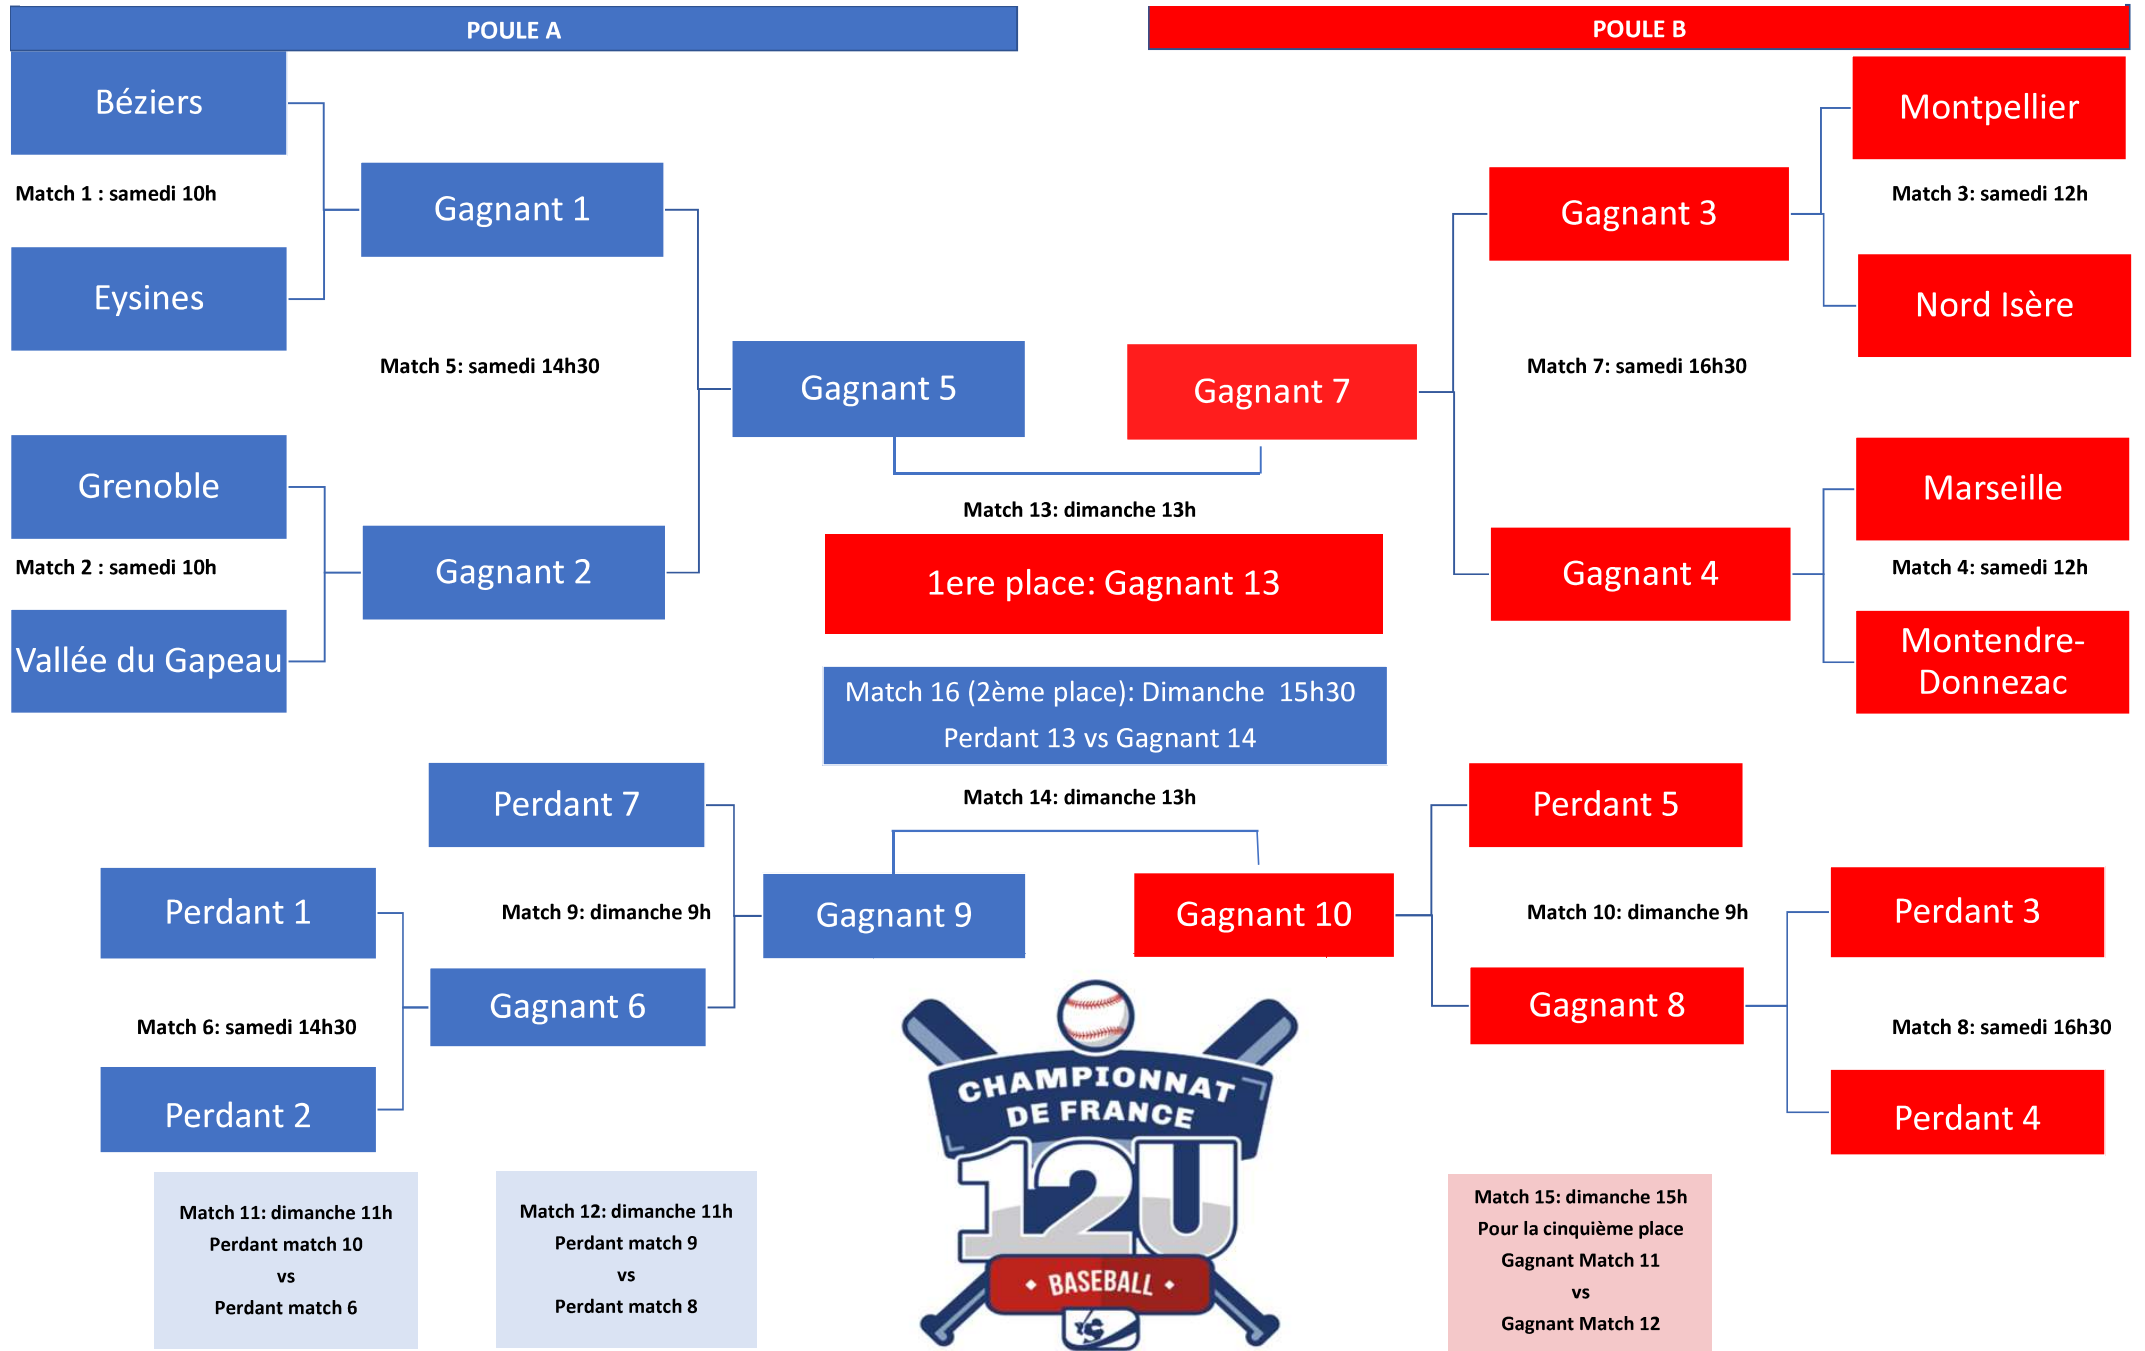 POULE A
POULE B
Béziers
Match 1 : samedi 10h
Eysines
Gagnant 1
Match 5: samedi 14h30
Grenoble
Match 2 : samedi 10h
Vallée du Gapeau
Gagnant 2
Gagnant 5
Montpellier
Match 3: samedi 12h
Nord Isère
Gagnant 3
Match 7: samedi 16h30
Marseille
Match 4: samedi 12h
Montendre-
Donnezac
Gagnant 4
Gagnant 7
Match 13: dimanche 13h
1ere place: Gagnant 13
Match 16 (2ème place): Dimanche  15h30
Perdant 13 vs Gagnant 14
Match 14: dimanche 13h
Perdant 7
Match 9: dimanche 9h
Gagnant 9
Perdant 1
Match 6: samedi 14h30
Perdant 2
Gagnant 6
Perdant 5
Match 10: dimanche 9h
Gagnant 10
Gagnant 8
Perdant 3
Match 8: samedi 16h30
Perdant 4
Match 11: dimanche 11h
Perdant match 10
vs
Perdant match 6
Match 12: dimanche 11h
Perdant match 9
vs
Perdant match 8
CHAMPIONNAT
DE FRANCE
12U
BASEBALL
Match 15: dimanche 15h
Pour la cinquième place
Gagnant Match 11
vs
Gagnant Match 12